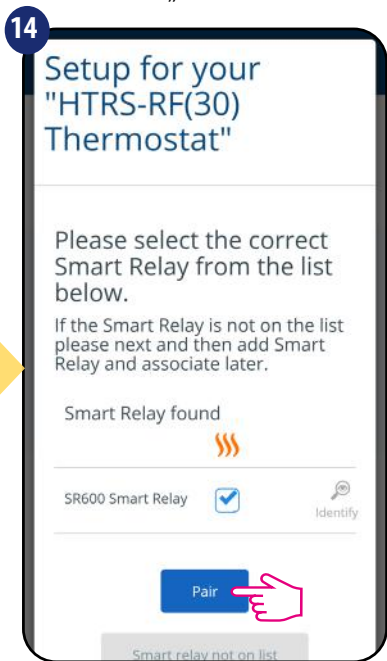 14
Setup for your
"HTRS-RF(30)
Thermostat"
Please select the correct
Smart Relay from the list
below.
If the Smart Relay is not on the list
please next and then add Smart
Relay and associate later.
Smart Relay found
SR600 Smart Relay
Identify
Pair
Smart relay not on list